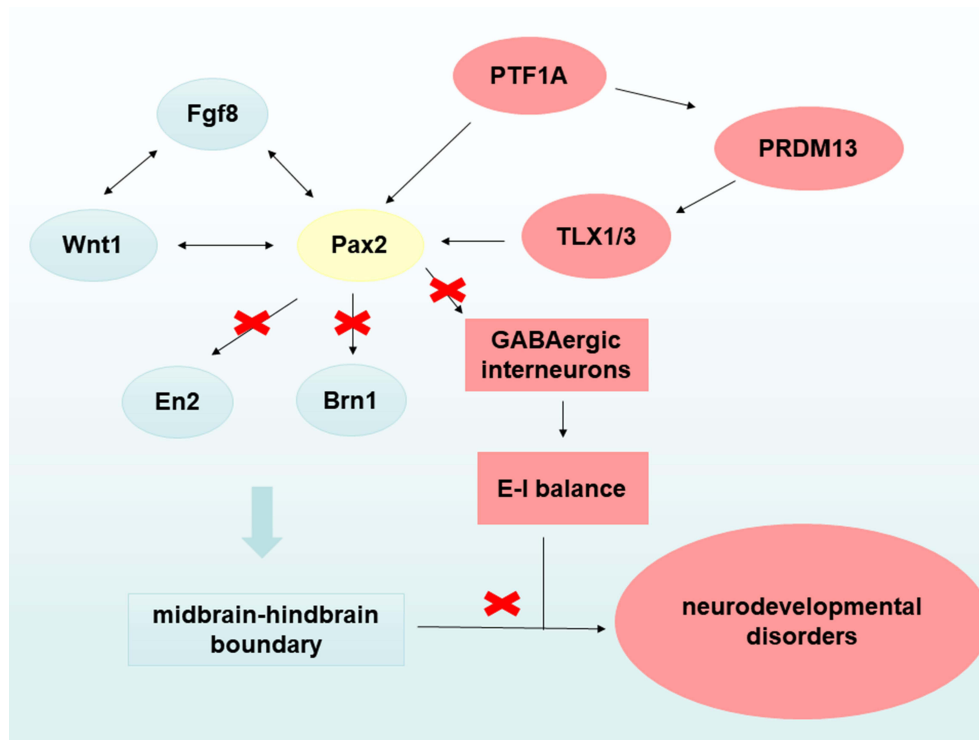 PTF1A
Fgf8
PRDM13
Wnt1
Pax2
TLX1/3
GABAergic
interneurons
En2
Brn1
E-I balance
midbrain-hindbrain
boundary
neurodevelopmental
disorders